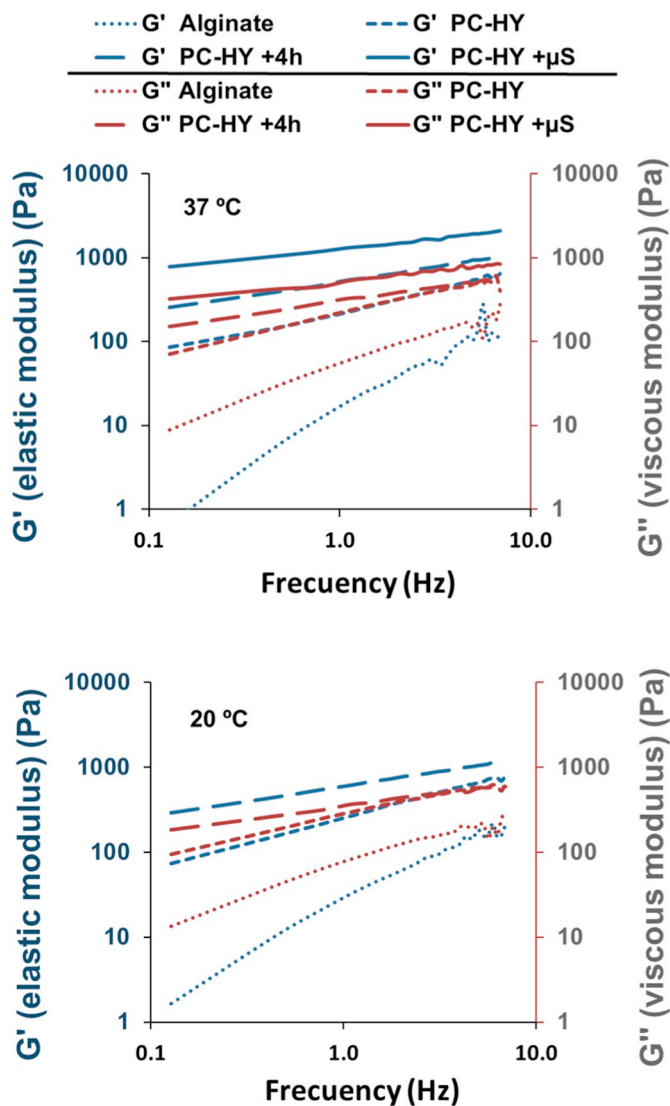 G' Alginate G' PC-HY
G' PC-HY +4h G' PC-HY +µS
G" Alginate G" PC-HY
G" PC-HY +4h G" PC-HY +µS
G' (elastic modulus) (Pa)
10000
1000
100
10
1
37 ºC
10000
1000
100
10
1
G" (viscous modulus) (Pa)
0.1 1.0 10.0
Frecuency (Hz)
G' (elastic modulus) (Pa)
10000
1000
100
10
1
20 ºC
10000
1000
100
10
1
G" (viscous modulus) (Pa)
0.1 1.0 10.0
Frecuency (Hz)